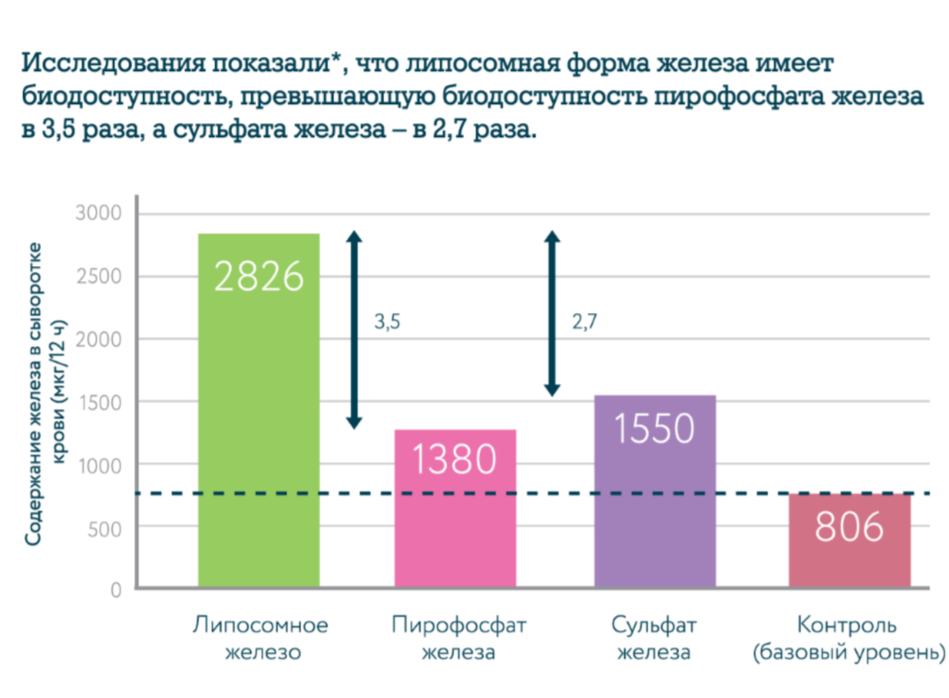 Исследования показали*, что липосомная форма железа имеет
биодоступность, превышающую биодоступность пирофосфата железа
в 3,5 раза, а сульфата железа – в 2,7 раза.
Содержание железа в сыворотке
крови (мкг/12 ч)
3000
2500
2000
1500
1000
500
0
2826
3,5
1380
2,7
1550
806
Липосомное
железо
Пирофосфат
железа
Сульфат
железа
Контроль
(базовый уровень)